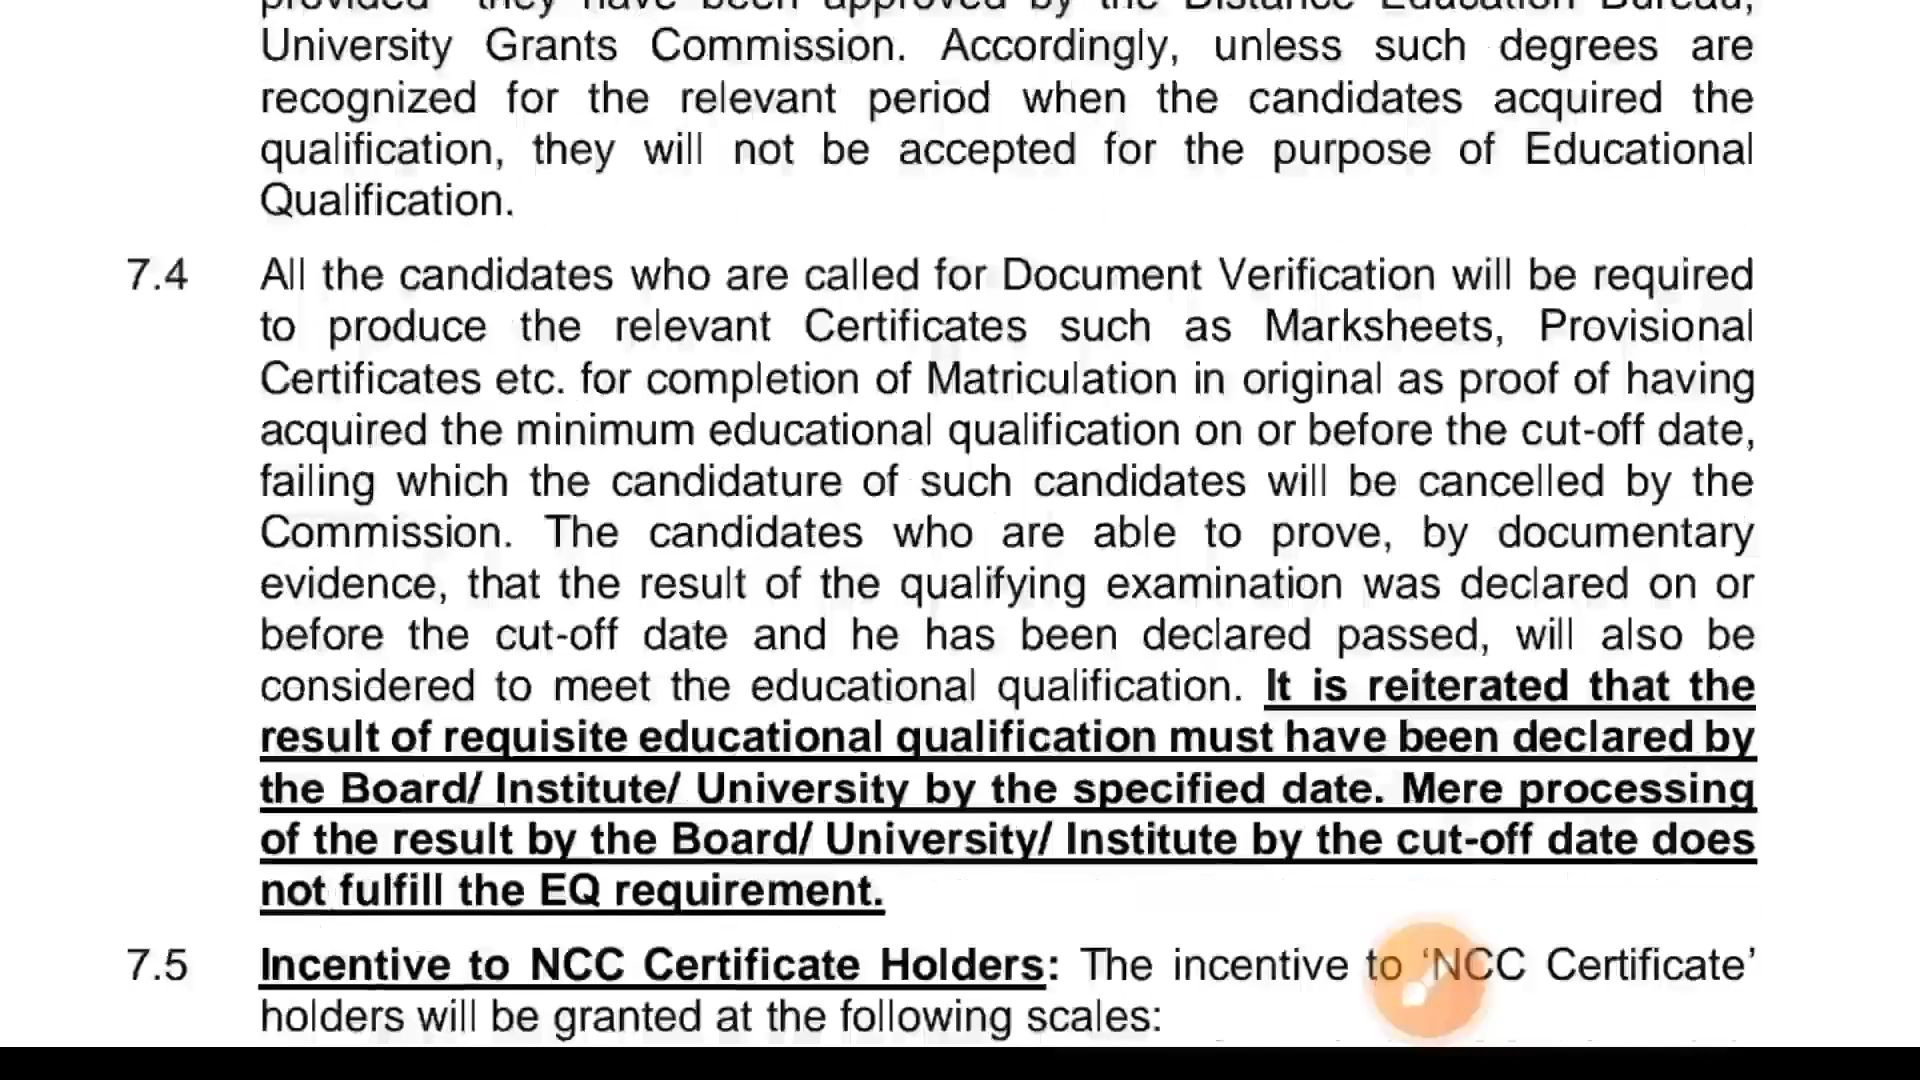 provided they have been approved by the Distance Education Bureau,
University Grants Commission. Accordingly, unless such degrees are
recognized for the relevant period when the candidates acquired the
qualification, they will not be accepted for the purpose of Educational
Qualification.
7.4 All the candidates who are called for Document Verification will be required
to produce the relevant Certificates such as Marksheets, Provisional
Certificates etc. for completion of Matriculation in original as proof of having
acquired the minimum educational qualification on or before the cut-off date,
failing which the candidature of such candidates will be cancelled by the
Commission. The candidates who are able to prove, by documentary
evidence, that the result of the qualifying examination was declared on or
before the cut-off date and he has been declared passed, will also be
considered to meet the educational qualification. It is reiterated that the
result of requisite educational qualification must have been declared by
the Board/ Institute/ University by the specified date. Mere processing
of the result by the Board/ University/ Institute by the cut-off date does
not fulfill the EQ requirement.
7.5 Incentive to NCC Certificate Holders: The incentive to ‘NCC Certificate’
holders will be granted at the following scales: